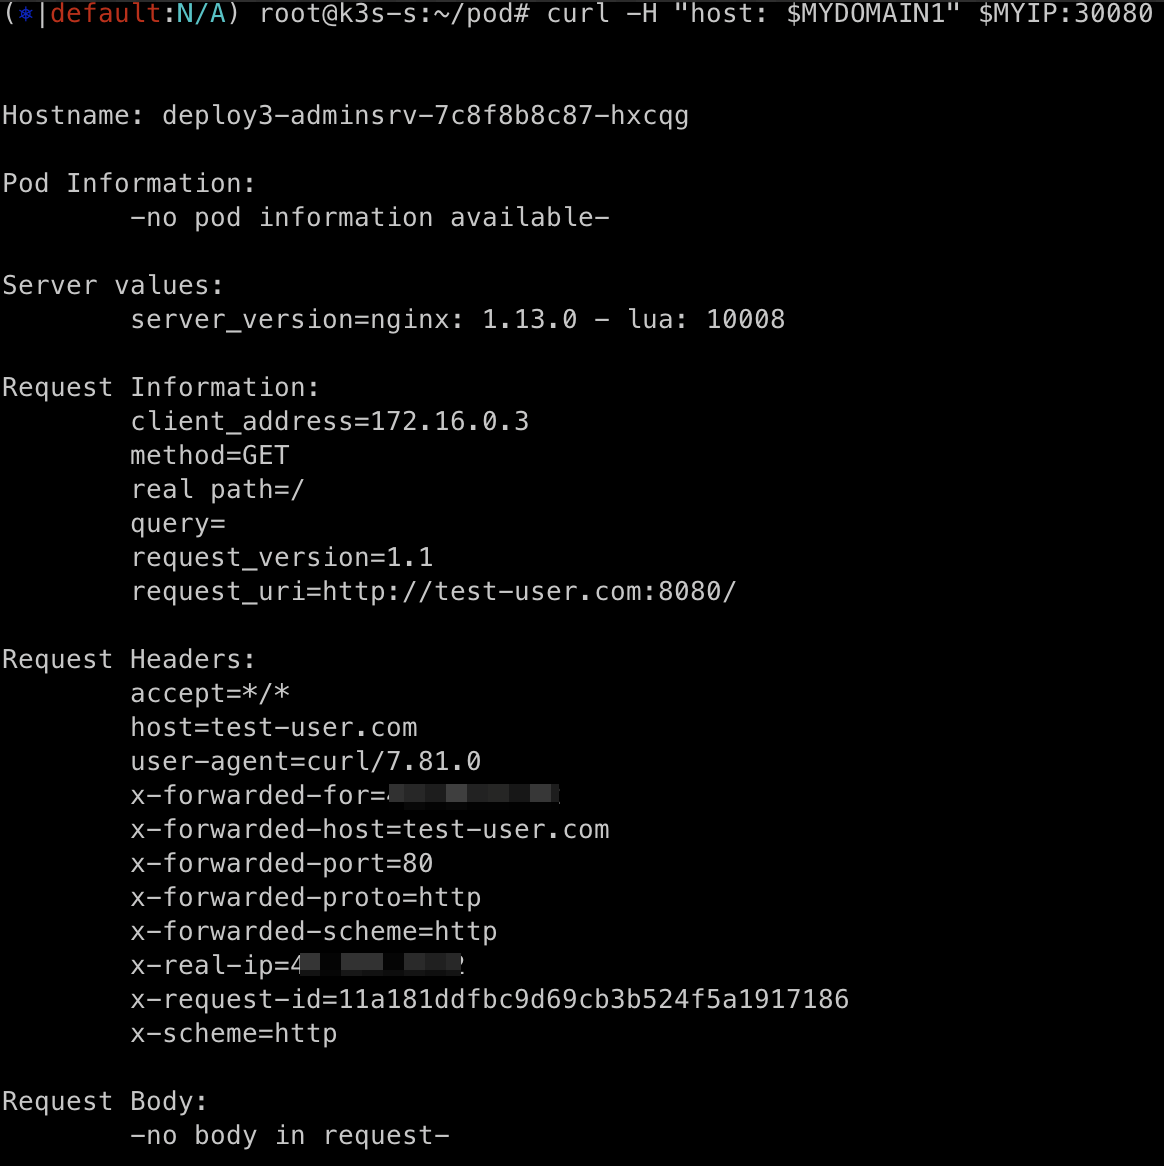 (⎈|default:N/A) root@k3s-s:~/pod# curl -H "host: $MYDOMAIN1" $MYIP:30080
Hostname: deploy3-adminsrv-7c8f8b8c87-hxcqg
Pod Information:
-no pod information available-
Server values:
server_version=nginx: 1.13.0 - lua: 10008
Request Information:
client_address=172.16.0.3
method=GET
real path=/
query=
request_version=1.1
request_uri=http://test-user.com:8080/
Request Headers:
accept=*/*
host=test-user.com
user-agent=curl/7.81.0
x-forwarded-for=
x-forwarded-host=test-user.com
x-forwarded-port=80
x-forwarded-proto=http
x-forwarded-scheme=http
x-real-ip=
x-request-id=11a181ddfbc9d69cb3b524f5a1917186
x-scheme=http
Request Body:
-no body in request-